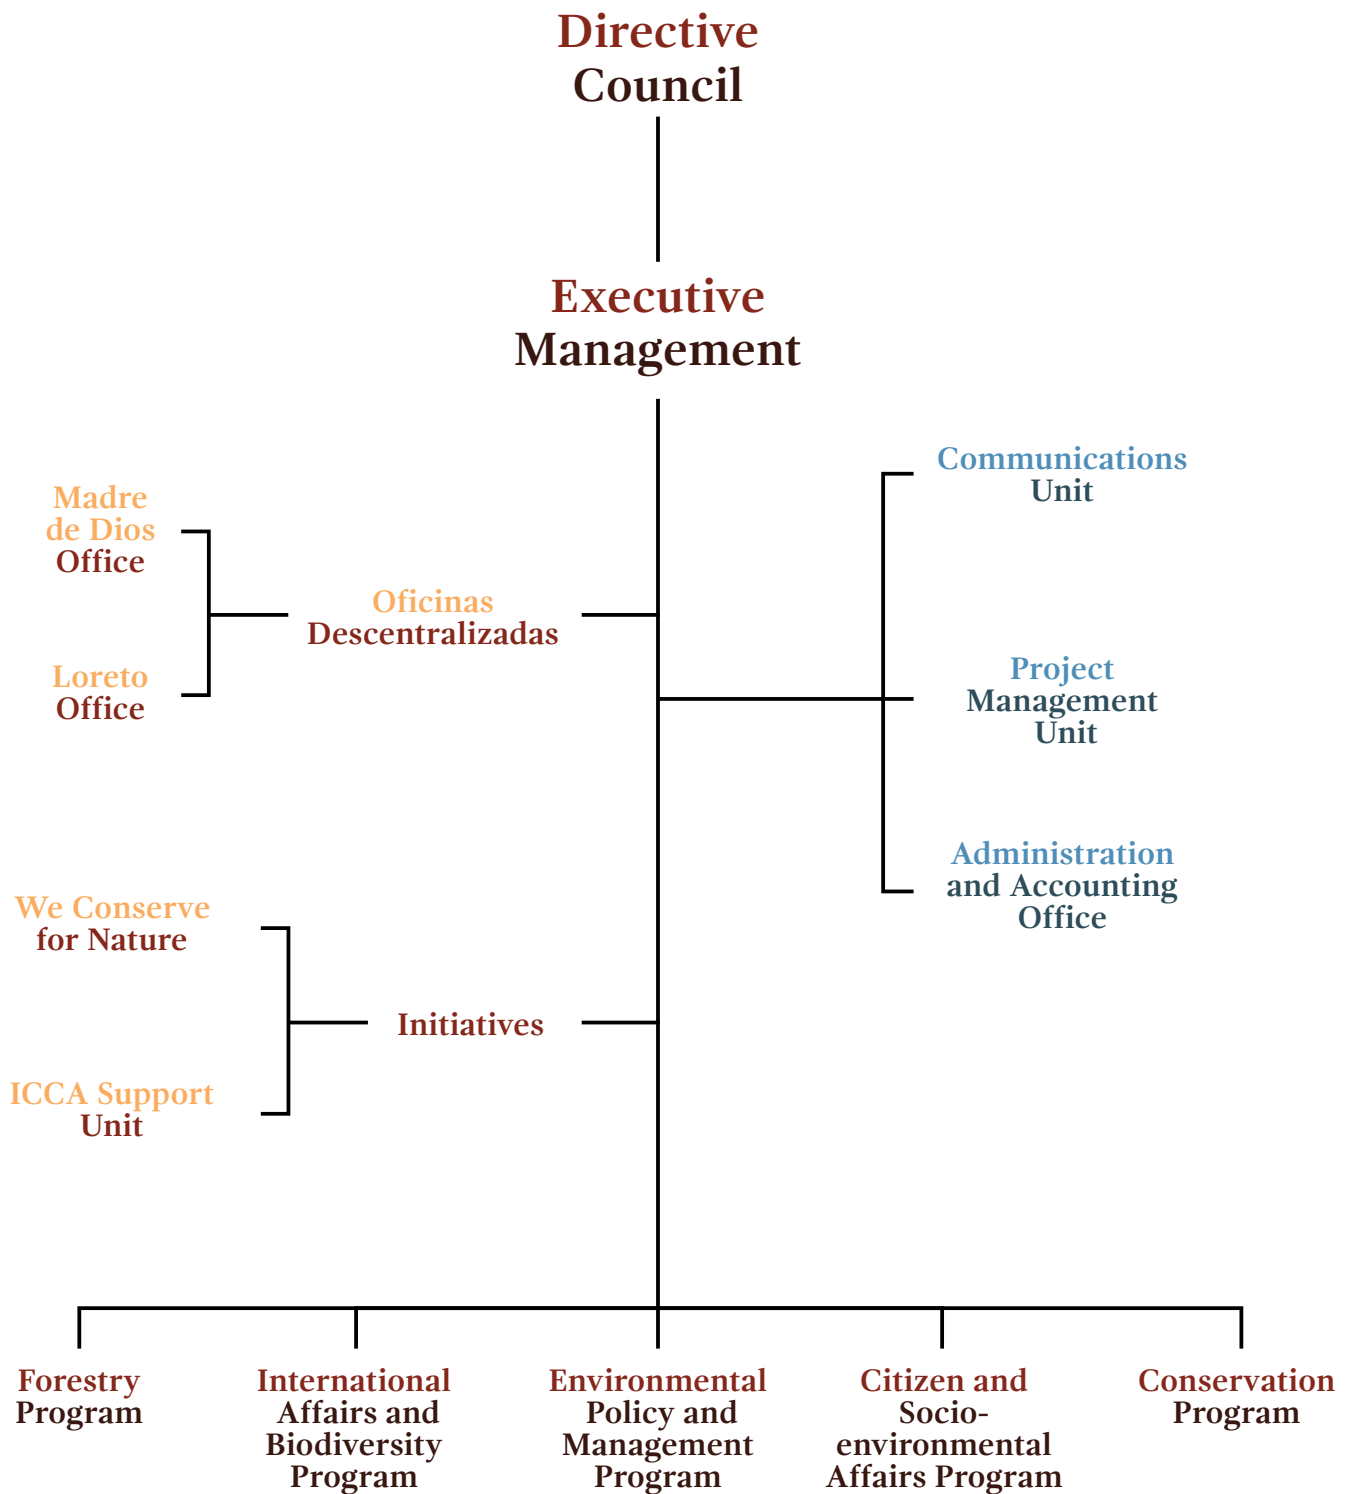 Directive
Council
Executive
Management
Communications
Unit
Madre
de Dios
Office
Oficinas
Descentralizadas
Loreto
Office
Project
Management
Unit
Administration
and Accounting
Office
We Conserve
for Nature
Initiatives
ICCA Support
Unit
Forestry
Program
International
Affairs and
Biodiversity
Program
Environmental
Policy and
Management
Program
Citizen and
Socio-
environmental
Affairs Program
Conservation
Program